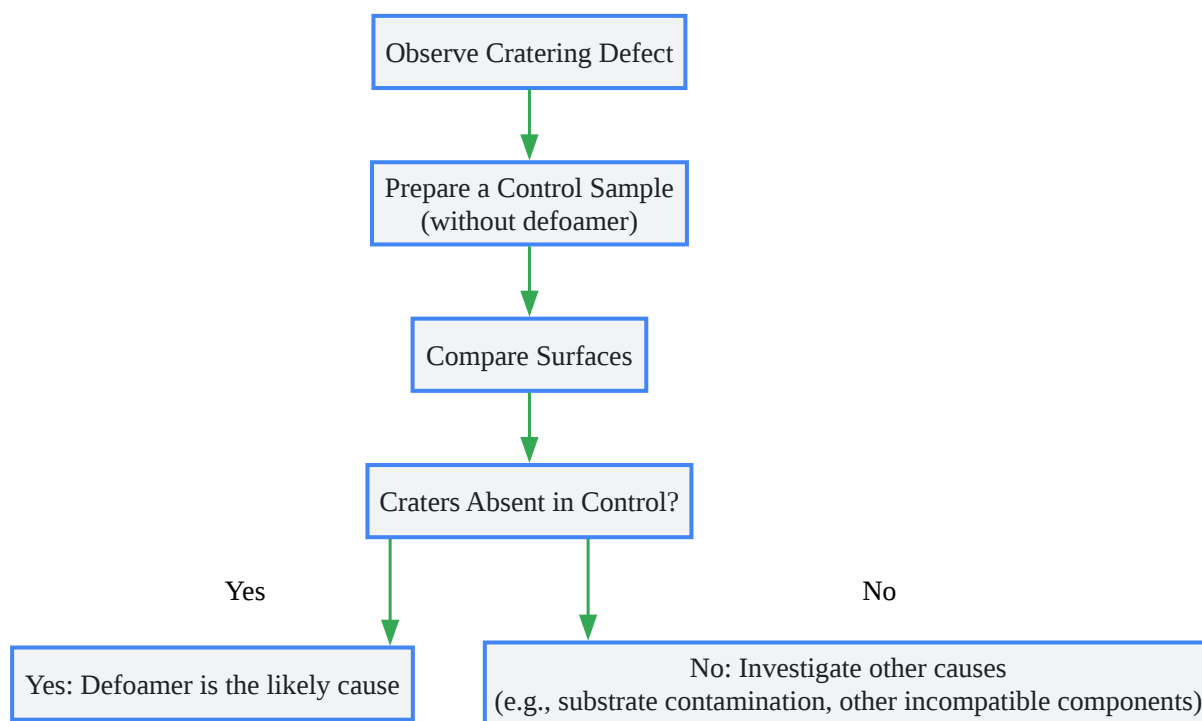 Observe Cratering Defect
Prepare a Control Sample
(without defoamer)
Compare Surfaces
Craters Absent in Control?
Yes
No
Yes: Defoamer is the likely cause
No: Investigate other causes
(e.g., substrate contamination, other incompatible components)